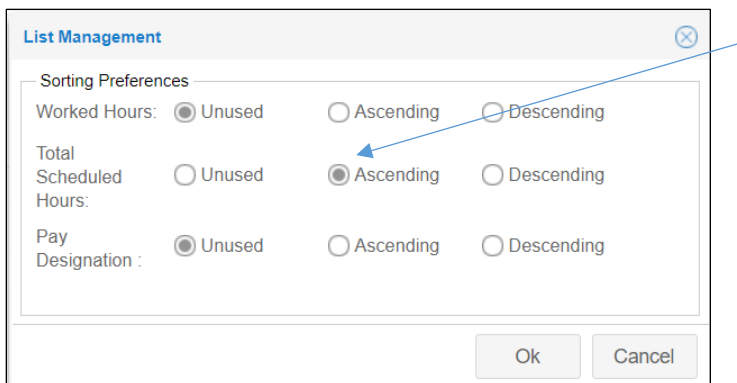 List Management
Sorting Preferences
Worked Hours: Unused Ascending Descending
Total
Scheduled
Hours:
Unused Ascending Descending
Pay
Designation :
Unused Ascending Descending
Ok Cancel